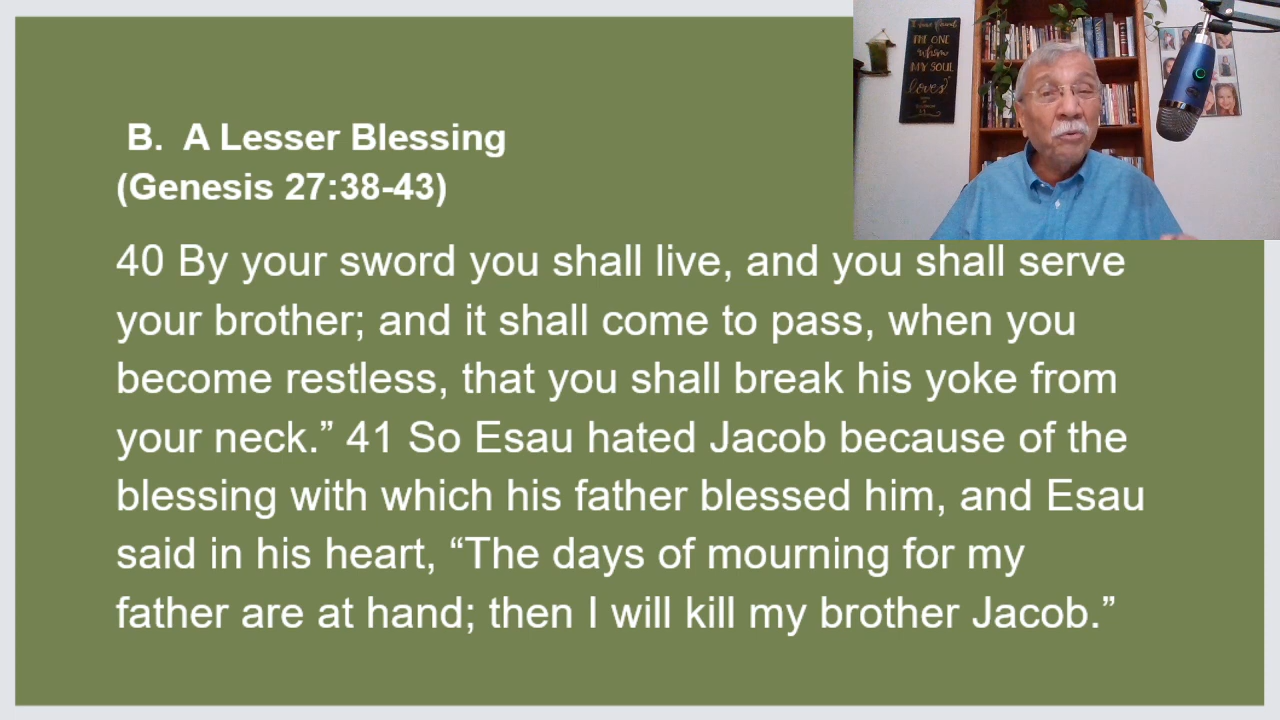 B. A Lesser Blessing
(Genesis 27:38-43)
40 By your sword you shall live, and you shall serve
your brother; and it shall come to pass, when you
become restless, that you shall break his yoke from
your neck.” 41 So Esau hated Jacob because of the
blessing with which his father blessed him, and Esau
said in his heart, “The days of mourning for my
father are at hand; then I will kill my brother Jacob.”
I have found
THE ONE
whom
MY SOUL
loves